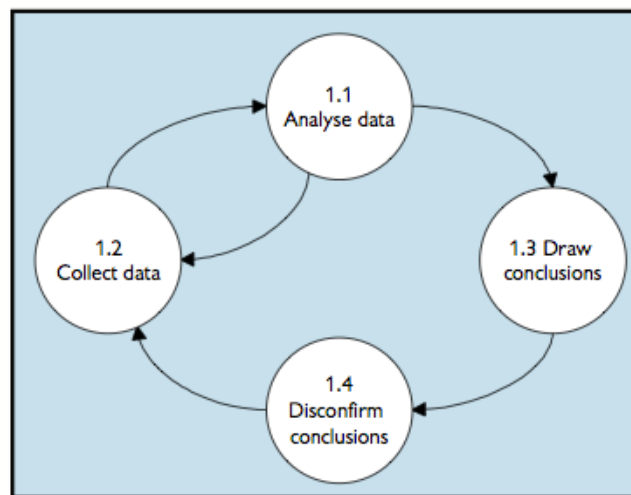 1.1
Analyse data
1.2
Collect data
1.3 Draw
conclusions
1.4
Disconfirm
conclusions